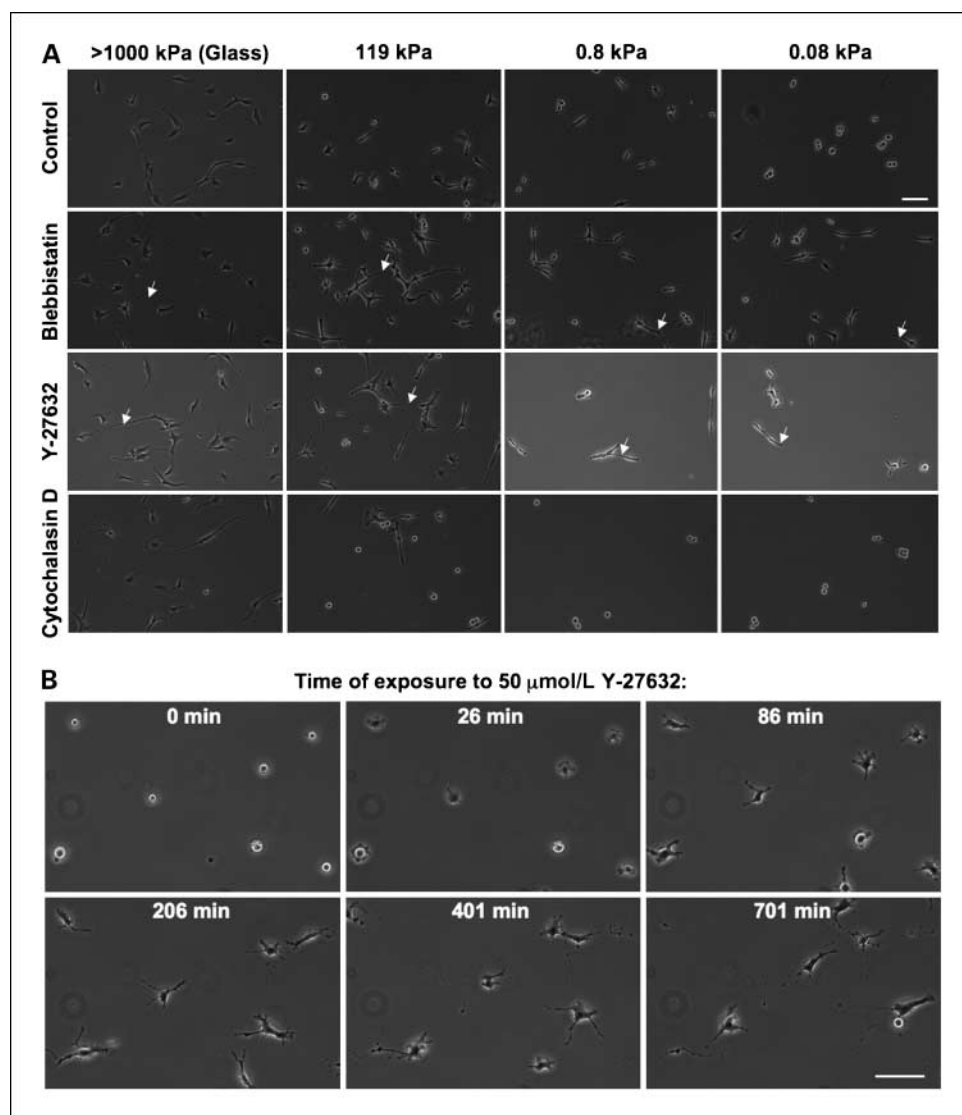 A
>1000 kPa (Glass) 119 kPa 0.8 kPa 0.08 kPa
Control
Blebbistatin
Y-27632
Cytochalasin D
B
Time of exposure to 50 μmol/L Y-27632:
0 min 26 min 86 min
206 min 401 min 701 min